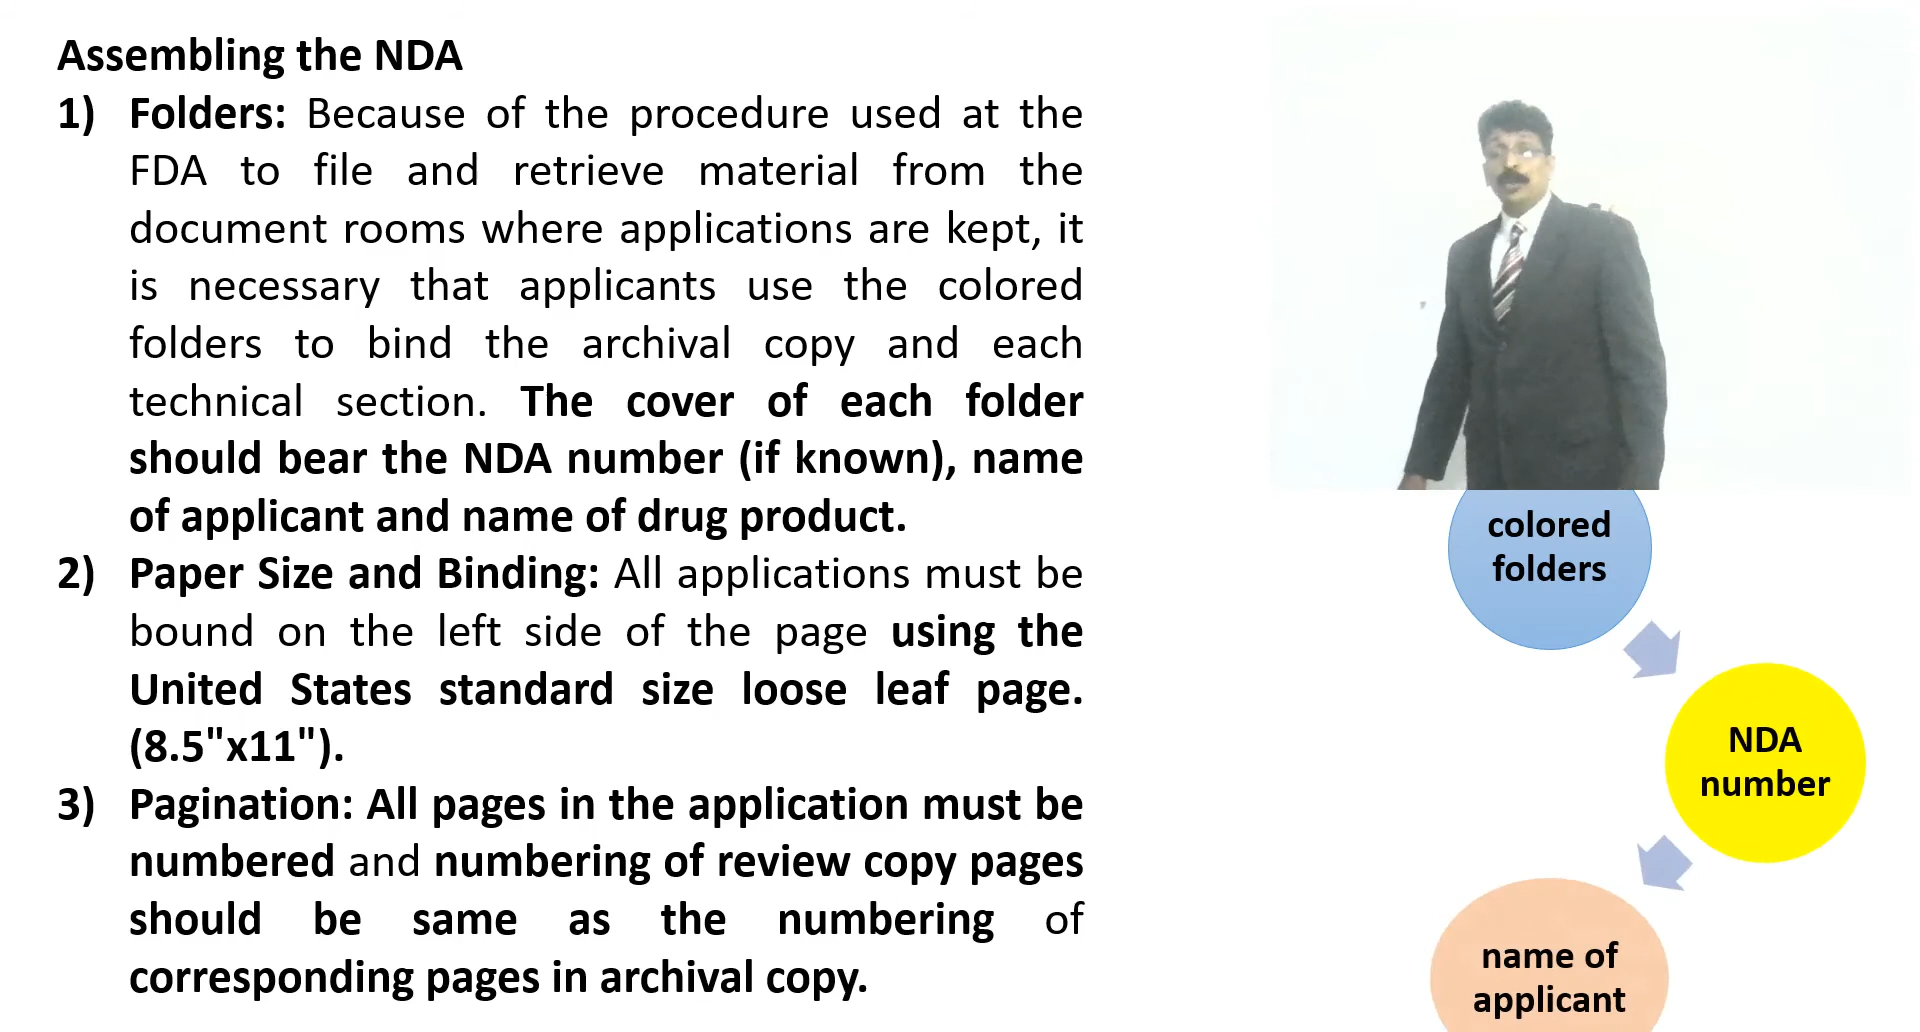 Assembling the NDA
1) Folders: Because of the procedure used at the
FDA to file and retrieve material from the
document rooms where applications are kept, it
is necessary that applicants use the colored
folders to bind the archival copy and each
technical section. The cover of each folder
should bear the NDA number (if known), name
of applicant and name of drug product.
2) Paper Size and Binding: All applications must be
bound on the left side of the page using the
United States standard size loose leaf page.
(8.5"x11").
3) Pagination: All pages in the application must be
numbered and numbering of review copy pages
should be same as the numbering of
corresponding pages in archival copy.
colored
folders
NDA
number
name of
applicant